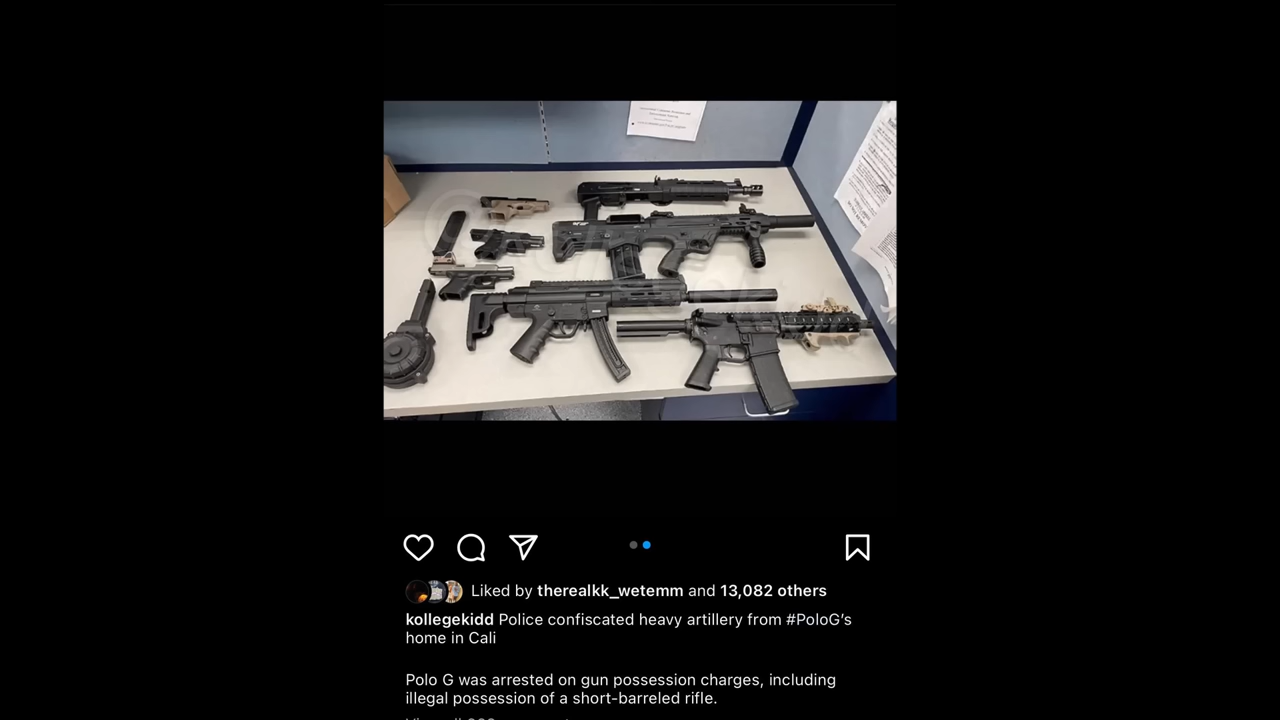 Liked by therealkk_wetemm and 13,082 others
kollegekidd Police confiscated heavy artillery from #PoloG's
home in Cali
Polo G was arrested on gun possession charges, including
illegal possession of a short-barreled rifle.